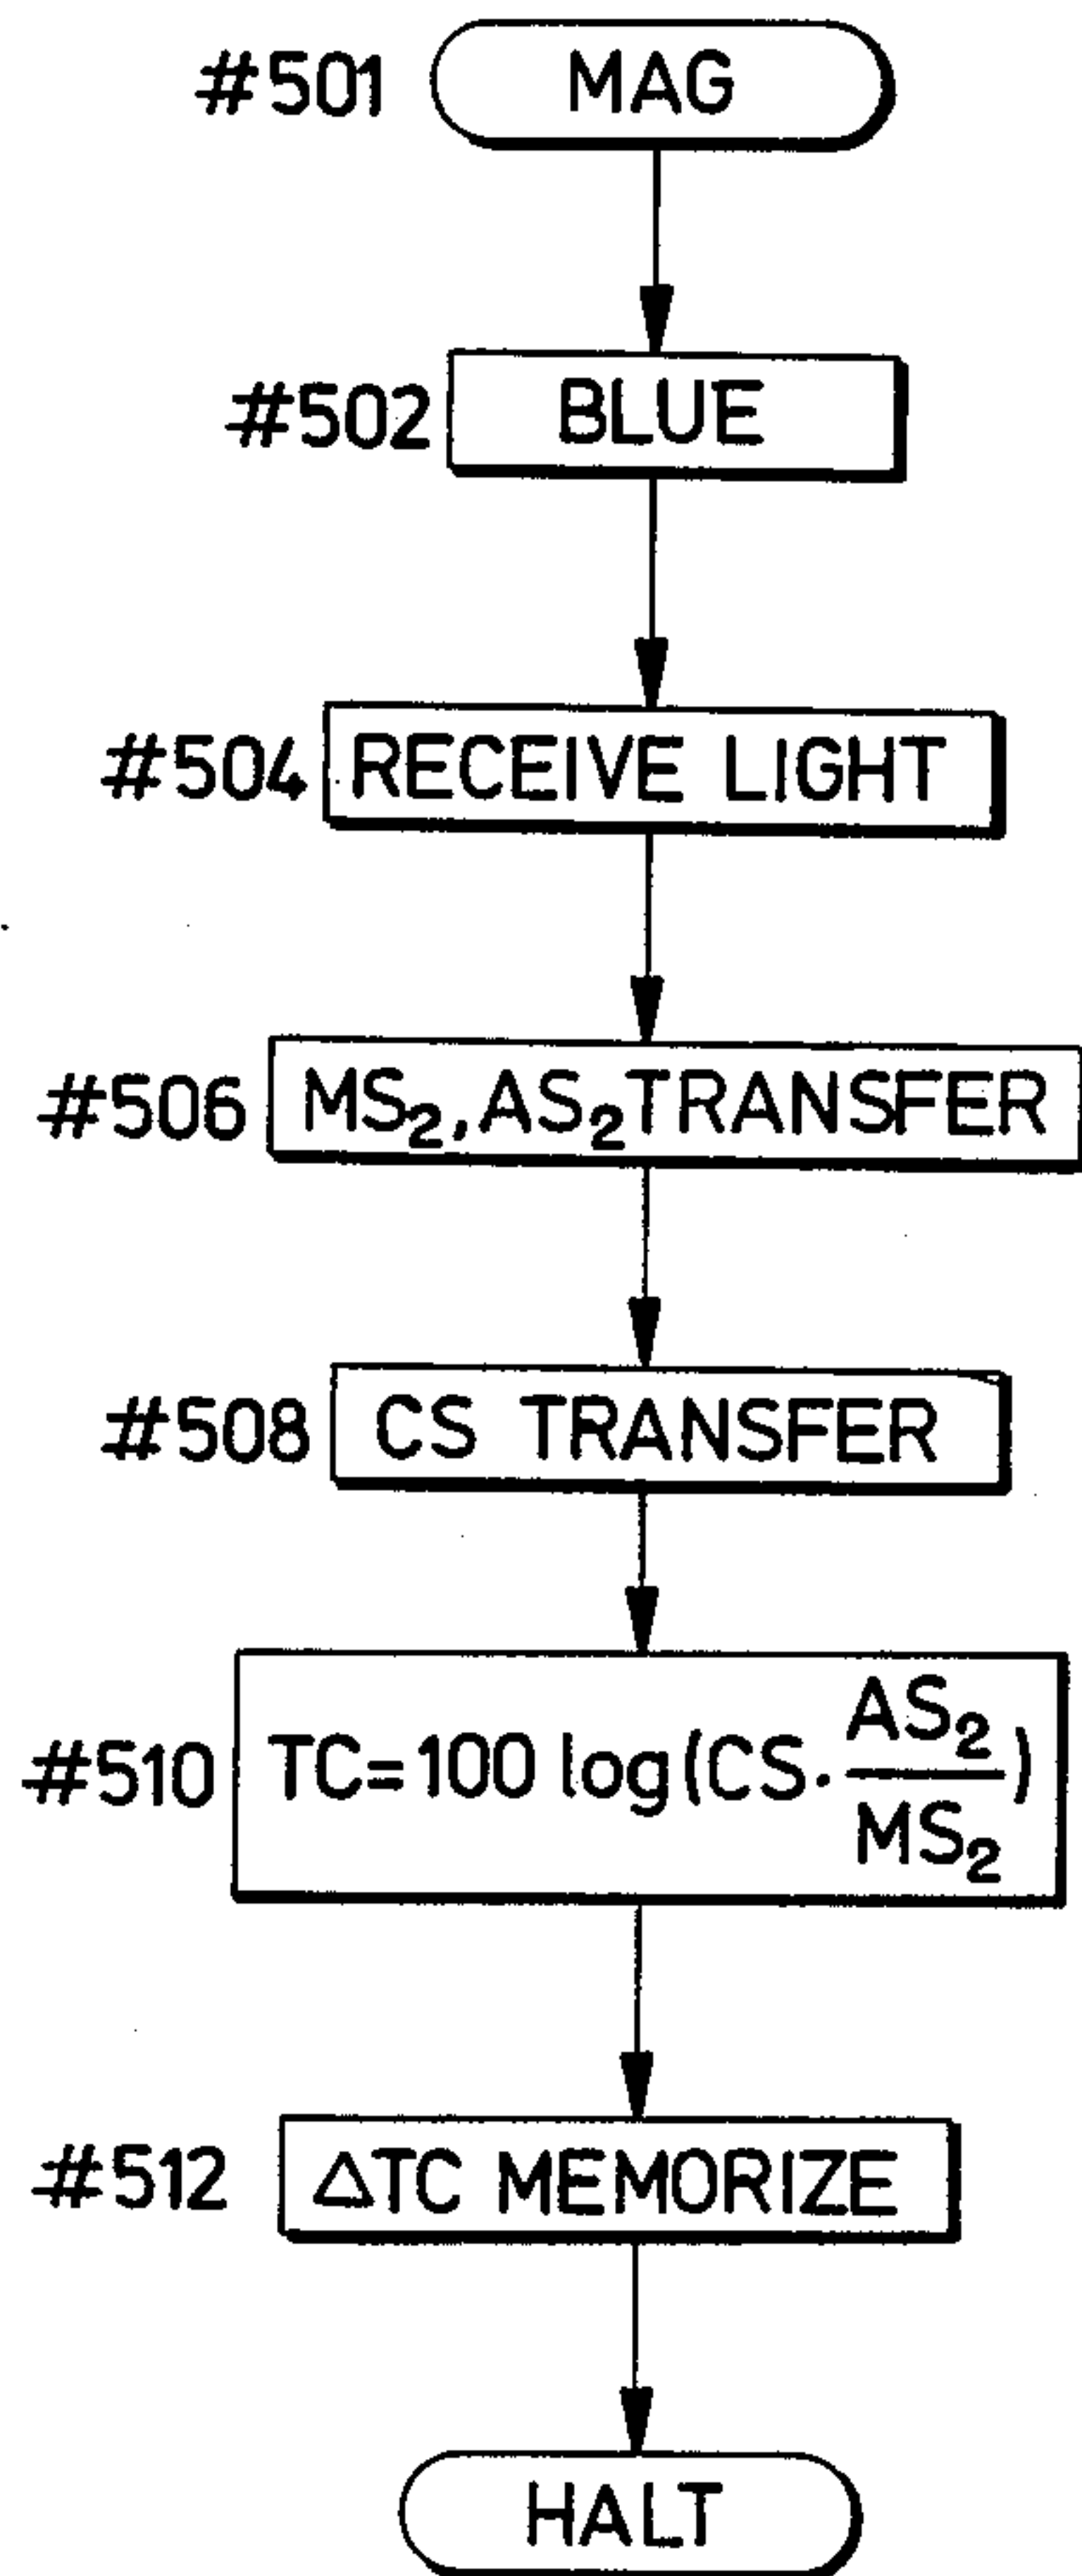 #501 MAG
#502 BLUE
#504 RECEIVE LIGHT
#506 MS₂, AS₂ TRANSFER
#508 CS TRANSFER
#510 TC = 100 log (CS · AS₂ / MS₂)
#512 ΔTC MEMORIZE
HALT